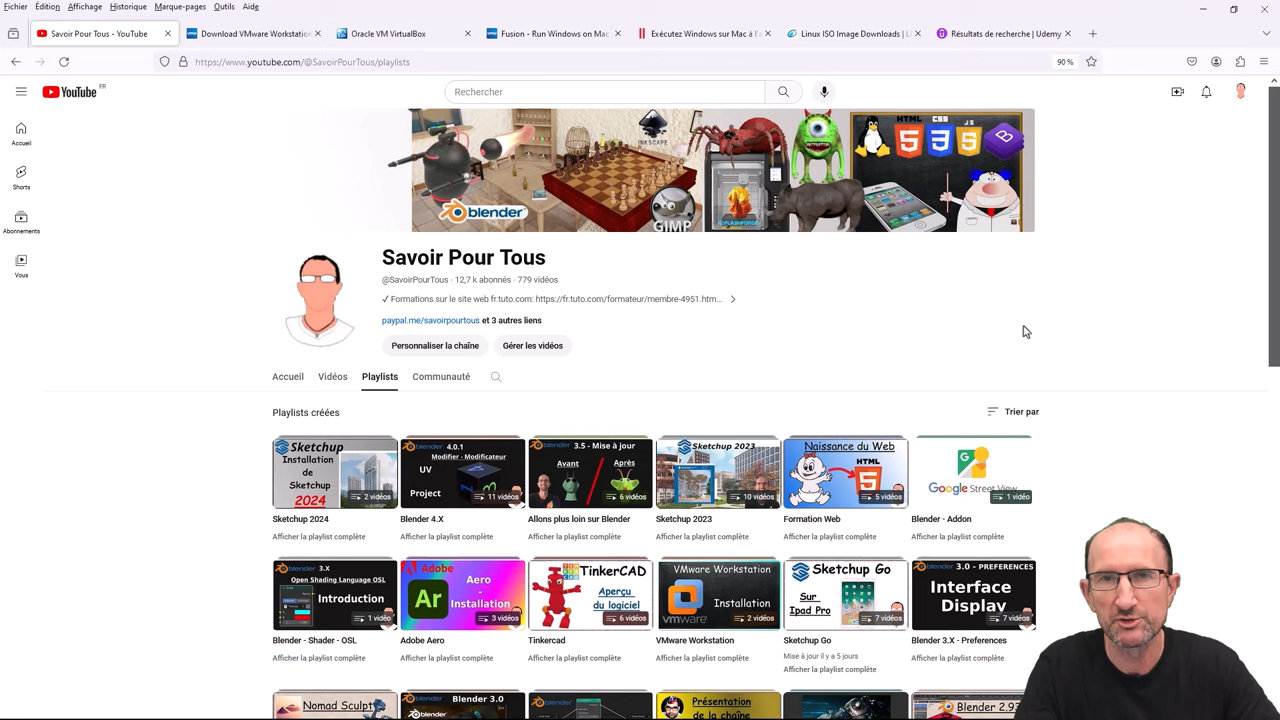 Fichier Édition Affichage Historique Marque-pages Outils Aide
Savoir Pour Tous - YouTube
Download VMware Workstation
Oracle VM VirtualBox
Fusion - Run Windows on Mac
Exécutez Windows sur Mac à l'a
Linux ISO Image Downloads | Li
Résultats de recherche | Udemy
https://www.youtube.com/@SavoirPourTous/playlists
90 %
YouTube FR
Rechercher
Accueil
Shorts
Abonnements
Vous
INKSCAPE
HTML CSS JS
blender
GIMP
FLASHFORGE
Savoir Pour Tous
@SavoirPourTous · 12,7 k abonnés · 779 vidéos
✓ Formations sur le site web fr.tuto.com: https://fr.tuto.com/formateur/membre-4951.htm...
paypal.me/savoirpourtous et 3 autres liens
Personnaliser la chaîne Gérer les vidéos
Accueil Vidéos Playlists Communauté
Playlists créées
Trier par
Sketchup
Installation
de
Sketchup
2024
2 vidéos
blender 4.0.1
Modifier - Modificateur
UV
Project
11 vidéos
blender 3.5 - Mise à jour
Avant Après
6 vidéos
Sketchup 2023
10 vidéos
Naissance du Web
HTML
5 vidéos
Google Street View
1 vidéo
Sketchup 2024
Blender 4.X
Allons plus loin sur Blender
Sketchup 2023
Formation Web
Blender - Addon
Afficher la playlist complète
Afficher la playlist complète
Afficher la playlist complète
Afficher la playlist complète
Afficher la playlist complète
Afficher la playlist complète
blender 3.X
Open Shading Language OSL
Introduction
1 vidéo
Adobe
Ar
Aero
-
Installation
3 vidéos
TinkerCAD
Aperçu
du logiciel
6 vidéos
VMware Workstation
Installation
vmware
2 vidéos
Sketchup Go
Sur
Ipad Pro
7 vidéos
blender 3.0 - PREFERENCES
Interface
Display
7 vidéos
Blender - Shader - OSL
Adobe Aero
Tinkercad
VMware Workstation
Sketchup Go
Blender 3.X - Preferences
Afficher la playlist complète
Afficher la playlist complète
Afficher la playlist complète
Afficher la playlist complète
Mise à jour il y a 5 jours
Afficher la playlist complète
Afficher la playlist complète
Nomad Sculpt
Blender 3.0
blender
Présentation
de la chaîne
Blender 2.93